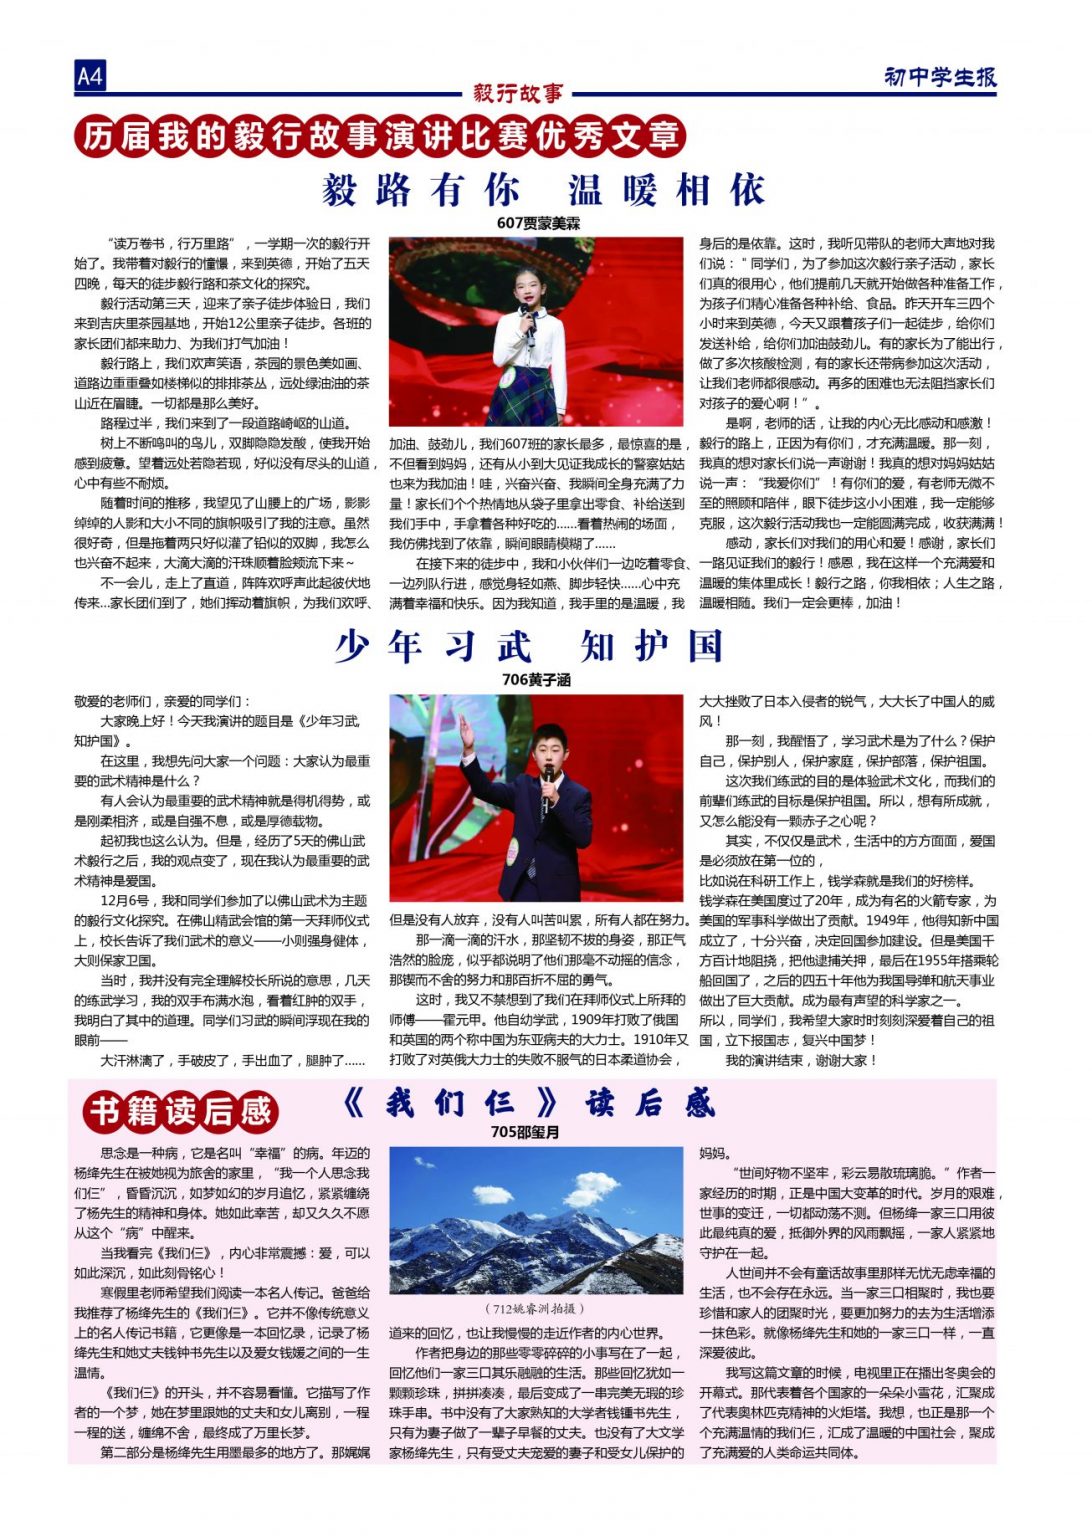 A4
毅行故事
初中学生报
历届我的毅行故事演讲比赛优秀文章
毅路有你 温暖相依
607贾蒙美霖
“读万卷书，行万里路”，一学期一次的毅行开
始了。我带着对毅行的憧憬，来到英德，开始了五天
四晚，每天的徒步毅行路和茶文化的探究。
毅行活动第三天，迎来了亲子徒步体验日，我们
来到吉庆里茶园基地，开始12公里亲子徒步。各班的
家长团们都来助力、为我们打气加油！
毅行路上，我们欢声笑语，茶园的景色美如画、
道路边重重叠如楼梯似的排排茶丛，远处绿油油的茶
山近在眉睫。一切都是那么美好。
路程过半，我们来到了一段道路崎岖的山道。
树上不断鸣叫的鸟儿，双脚隐隐发酸，使我开始
感到疲惫。望着远处若隐若现，好似没有尽头的山道，
心中有些不耐烦。
随着时间的推移，我望见了山腰上的广场，影影
绰绰的人影和大小不同的旗帜吸引了我的注意。虽然
很好奇，但是拖着两只好似灌了铅似的双脚，我怎么
也兴奋不起来，大滴大滴的汗珠顺着脸颊流下来~
不一会儿，走上了直道，阵阵欢呼声此起彼伏地
传来...家长团们到了，她们挥动着旗帜，为我们欢呼、
加油、鼓劲儿，我们607班的家长最多，最惊喜的是，
不但看到妈妈，还有从小到大见证我成长的警察姑姑
也来为我加油！哇，兴奋兴奋、我瞬间全身充满了力
量！家长们个个热情地从袋子里拿出零食、补给送到
我们手中，手拿着各种好吃的......看着热闹的场面，
我仿佛找到了依靠，瞬间眼睛模糊了......
在接下来的徒步中，我和小伙伴们一边吃着零食、
一边列队行进，感觉身轻如燕、脚步轻快......心中充
满着幸福和快乐。因为我知道，我手里的是温暖，我
身后的是依靠。这时，我听见带队的老师大声地对我
们说：＂同学们，为了参加这次毅行亲子活动，家长
们真的很用心，他们提前几天就开始做各种准备工作，
为孩子们精心准备各种补给、食品。昨天开车三四个
小时来到英德，今天又跟着孩子们一起徒步，给你们
发送补给，给你们加油鼓劲儿。有的家长为了能出行，
做了多次核酸检测，有的家长还带病参加这次活动，
让我们老师都很感动。再多的困难也无法阻挡家长们
对孩子的爱心啊！”。
是啊，老师的话，让我的内心无比感动和感激！
毅行的路上，正因为有你们，才充满温暖。那一刻，
我真的想对家长们说一声谢谢！我真的想对妈妈姑姑
说一声：“我爱你们”！有你们的爱，有老师无微不
至的照顾和陪伴，眼下徒步这小小困难，我一定能够
克服，这次毅行活动我也一定能圆满完成，收获满满！
感动，家长们对我们的用心和爱！感谢，家长们
一路见证我们的毅行！感恩，我在这样一个充满爱和
温暖的集体里成长！毅行之路，你我相依；人生之路，
温暖相随。我们一定会更棒，加油！
少年习武 知护国
706黄子涵
敬爱的老师们，亲爱的同学们：
大家晚上好！今天我演讲的题目是《少年习武,
知护国》。
在这里，我想先问大家一个问题：大家认为最重
要的武术精神是什么？
有人会认为最重要的武术精神就是得机得势，或
是刚柔相济，或是自强不息，或是厚德载物。
起初我也这么认为。但是，经历了5天的佛山武
术毅行之后，我的观点变了，现在我认为最重要的武
术精神是爱国。
12月6号，我和同学们参加了以佛山武术为主题
的毅行文化探究。在佛山精武会馆的第一天拜师仪式
上，校长告诉了我们武术的意义——小则强身健体，
大则保家卫国。
当时，我并没有完全理解校长所说的意思，几天
的练武学习，我的双手布满水泡，看着红肿的双手，
我明白了其中的道理。同学们习武的瞬间浮现在我的
眼前——
大汗淋漓了，手破皮了，手出血了，腿肿了......
但是没有人放弃，没有人叫苦叫累，所有人都在努力。
那一滴一滴的汗水，那坚韧不拔的身姿，那正气
浩然的脸庞，似乎都说明了他们那毫不动摇的信念，
那锲而不舍的努力和那百折不屈的勇气。
这时，我又不禁想到了我们在拜师仪式上所拜的
师傅——霍元甲。他自幼学武，1909年打败了俄国
和英国的两个称中国为东亚病夫的大力士。1910年又
打败了对英俄大力士的失败不服气的日本柔道协会，
大大挫败了日本入侵者的锐气，大大长了中国人的威
风！
那一刻，我醒悟了，学习武术是为了什么？保护
自己，保护别人，保护家庭，保护部落，保护祖国。
这次我们练武的目的是体验武术文化，而我们的
前辈们练武的目标是保护祖国。所以，想有所成就，
又怎么能没有一颗赤子之心呢？
其实，不仅仅是武术，生活中的方方面面，爱国
是必须放在第一位的，
比如说在科研工作上，钱学森就是我们的好榜样。
钱学森在美国度过了20年，成为有名的火箭专家，为
美国的军事科学做出了贡献。1949年，他得知新中国
成立了，十分兴奋，决定回国参加建设。但是美国千
方百计地阻挠，把他逮捕关押，最后在1955年搭乘轮
船回国了，之后的四五十年他为我国导弹和航天事业
做出了巨大贡献。成为最有声望的科学家之一。
所以，同学们，我希望大家时时刻刻深爱着自己的祖
国，立下报国志，复兴中国梦！
我的演讲结束，谢谢大家！
书籍读后感
《我们仨》读后感
705邵玺月
思念是一种病，它是名叫“幸福”的病。年迈的
杨绛先生在被她视为旅舍的家里，“我一个人思念我
们仨”，昏昏沉沉，如梦如幻的岁月追忆，紧紧缠绕
了杨先生的精神和身体。她如此幸苦，却又久久不愿
从这个“病”中醒来。
当我看完《我们仨》，内心非常震撼：爱，可以
如此深沉，如此刻骨铭心！
寒假里老师希望我们阅读一本名人传记。爸爸给
我推荐了杨绛先生的《我们仨》。它并不像传统意义
上的名人传记书籍，它更像是一本回忆录，记录了杨
绛先生和她丈夫钱钟书先生以及爱女钱媛之间的一生
温情。
《我们仨》的开头，并不容易看懂。它描写了作
者的一个梦，她在梦里跟她的丈夫和女儿离别，一程
一程的送，缠绵不舍，最终成了万里长梦。
第二部分是杨绛先生用墨最多的地方了。那娓娓
（712姚睿洲拍摄）
道来的回忆，也让我慢慢的走近作者的内心世界。
作者把身边的那些零零碎碎的小事写在了一起，
回忆他们一家三口其乐融融的生活。那些回忆犹如一
颗颗珍珠，拼拼凑凑，最后变成了一串完美无瑕的珍
珠手串。书中没有了大家熟知的大学者钱锺书先生，
只有为妻子做了一辈子早餐的丈夫。也没有了大文学
家杨绛先生，只有受丈夫宠爱的妻子和受女儿保护的
妈妈。
“世间好物不坚牢，彩云易散琉璃脆。”作者一
家经历的时期，正是中国大变革的时代。岁月的艰难，
世事的变迁，一切都动荡不测。但杨绛一家三口用彼
此最纯真的爱，抵御外界的风雨飘摇，一家人紧紧地
守护在一起。
人世间并不会有童话故事里那样无忧无虑幸福的
生活，也不会存在永远。当一家三口相聚时，我也要
珍惜和家人的团聚时光，要更加努力的去为生活增添
一抹色彩。就像杨绛先生和她的一家三口一样，一直
深爱彼此。
我写这篇文章的时候，电视里正在播出冬奥会的
开幕式。那代表着各个国家的一朵朵小雪花，汇聚成
了代表奥林匹克精神的火炬塔。我想，也正是那一个
个充满温情的我们仨，汇成了温暖的中国社会，聚成
了充满爱的人类命运共同体。